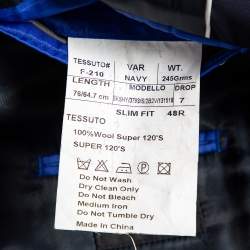 TESSUTO# VAR WT.
F-210 NAVY 245Grms
LENGTH MODELLO DROP
76/64.7 cm 7
SLIM FIT 48R
TESSUTO
100%Wool Super 120'S
SUPER 120'S
Do Not Wash
Dry Clean Only
Do Not Bleach
Medium Iron
Do Not Tumble Dry
Made in China